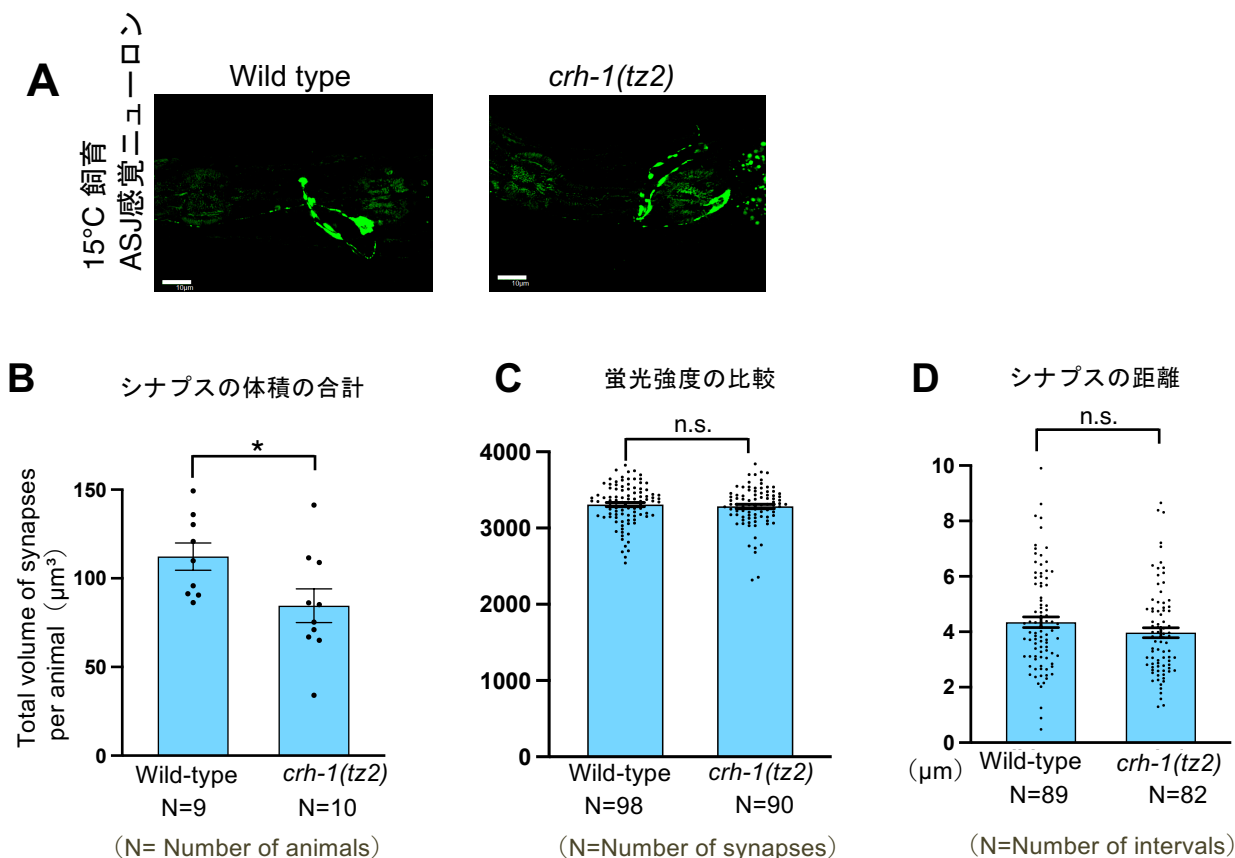 A
15°C 飼育
ASJ感覚ニューロン
Wild type
crh-1(tz2)
10μm
10μm
B
シナプスの体積の合計
*
Total volume of synapses
per animal（μm³）
150
100
50
0
Wild-type
crh-1(tz2)
N=9
N=10
（N= Number of animals）
C
蛍光強度の比較
n.s.
4000
3000
2000
1000
0
Wild-type
crh-1(tz2)
N=98
N=90
（N=Number of synapses）
D
シナプスの距離
n.s.
10
8
6
4
2
0
（μm）
Wild-type
crh-1(tz2)
N=89
N=82
（N=Number of intervals）